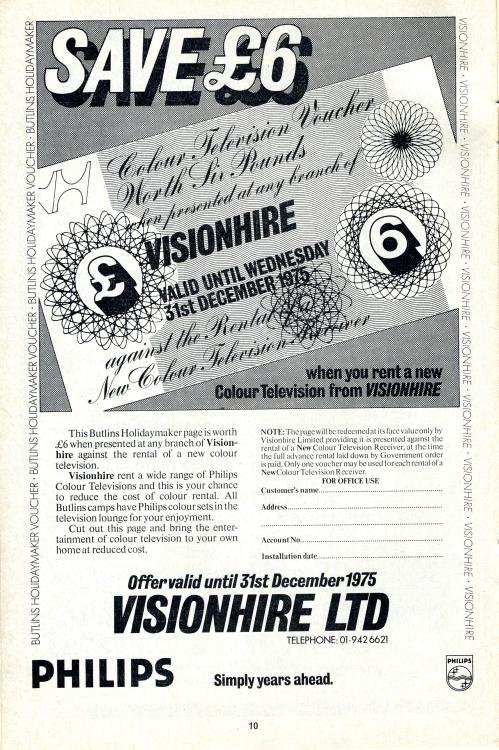 SAVE £6
Colour Television Voucher
Worth Six Pounds
when presented at any branch of
VISIONHIRE
VALID UNTIL WEDNESDAY
31st DECEMBER 1975
against the Rental of a
New Colour Television Receiver
£
6
when you rent a new
Colour Television from VISIONHIRE
BUTLINS HOLIDAYMAKER VOUCHER · BUTLINS HOLIDAYMAKER VOUCHER · BUTLINS HOLIDAYMAKER VOUCHER · BUTLINS HOLIDAYMAKER
VISIONHIRE · VISIONHIRE · VISIONHIRE · VISIONHIRE · VISIONHIRE · VISIONHIRE · VISIONHIRE · VISIONHIRE · VISIONHIRE · VISIONHIRE
This Butlins Holidaymaker page is worth
£6 when presented at any branch of Vision-
hire against the rental of a new colour
television.
Visionhire rent a wide range of Philips
Colour Televisions and this is your chance
to reduce the cost of colour rental. All
Butlins camps have Philips colour sets in the
television lounge for your enjoyment.
Cut out this page and bring the enter-
tainment of colour television to your own
home at reduced cost.
NOTE: The page will be redeemed at its face value only by
Visionhire Limited providing it is presented against the
rental of a New Colour Television Receiver, at the time
the full advance rental laid down by Government order
is paid. Only one voucher may be used for each rental of a
New Colour Television Receiver.
FOR OFFICE USE
Customer's name
Address
Account No.
Installation date
Offer valid until 31st December 1975
VISIONHIRE LTD
TELEPHONE: 01-942 6621
PHILIPS
Simply years ahead.
PHILIPS
10